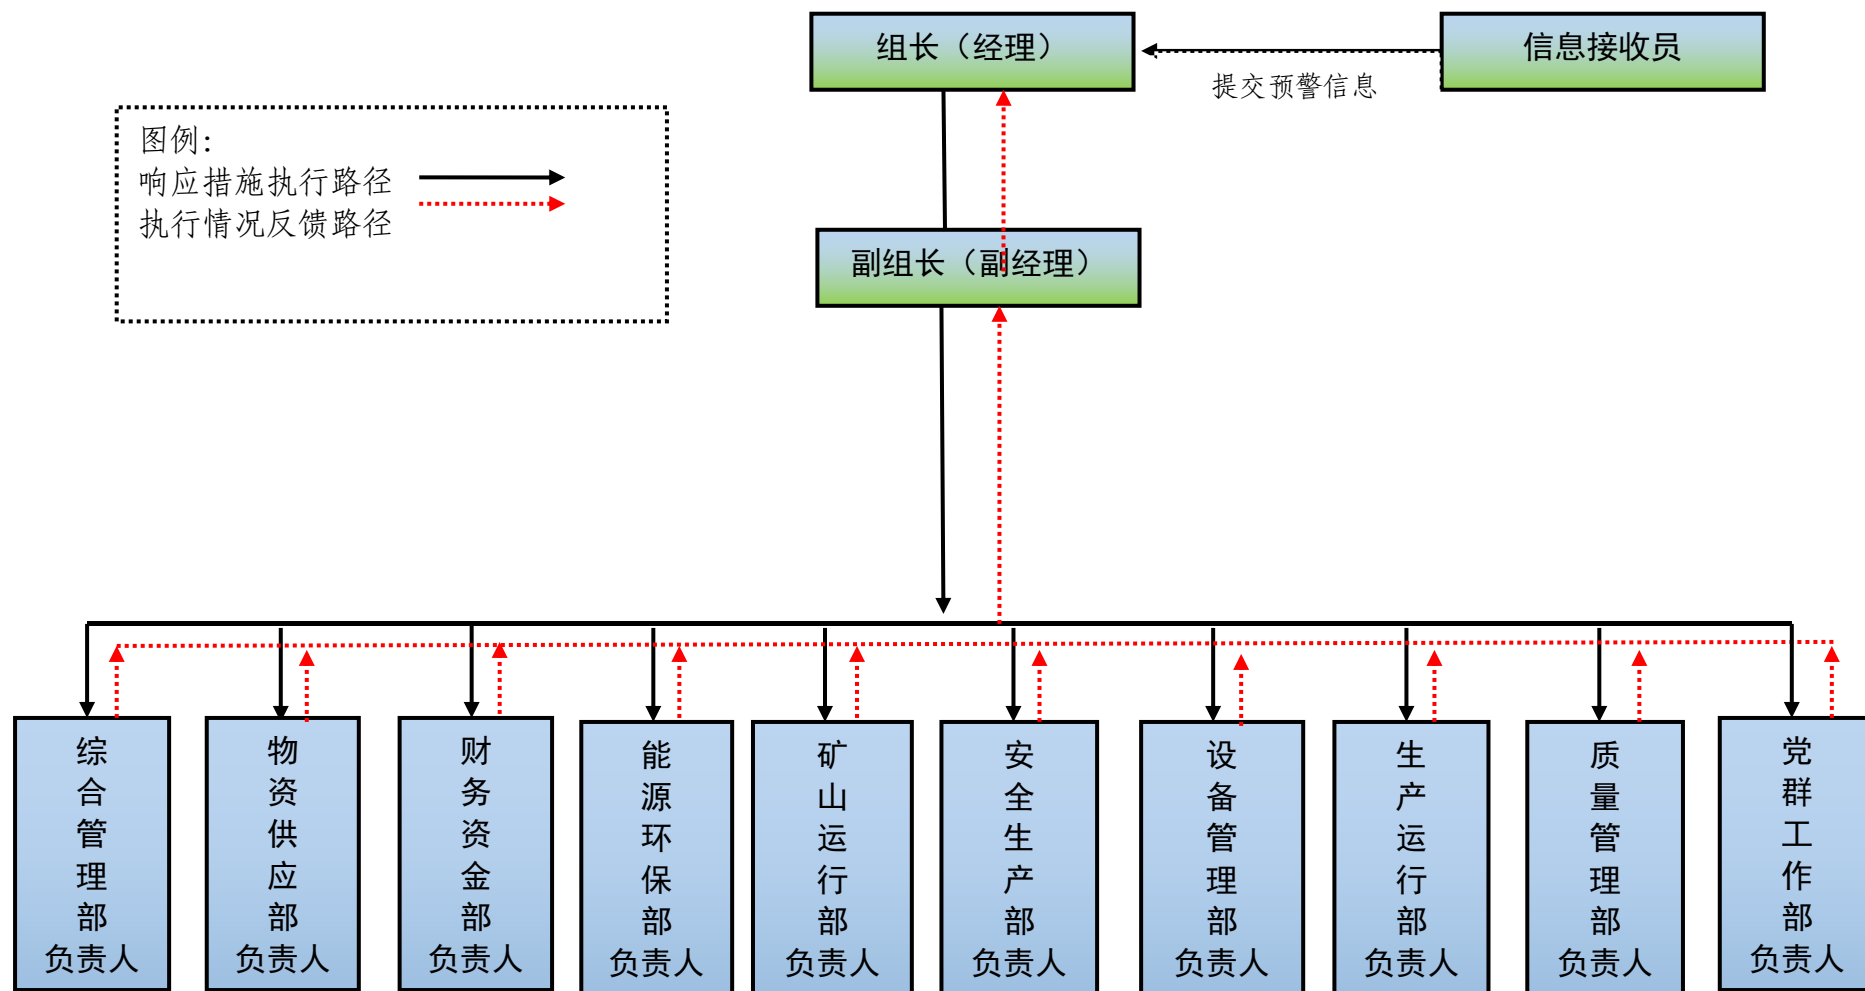 组长（经理）
信息接收员
提交预警信息
图例：
响应措施执行路径
执行情况反馈路径
副组长（副经理）
综合管理部
负责人
物资供应部
负责人
财务资金部
负责人
能源环保部
负责人
矿山运行部
负责人
安全生产部
负责人
设备管理部
负责人
生产运行部
负责人
质量管理部
负责人
党群工作部
负责人